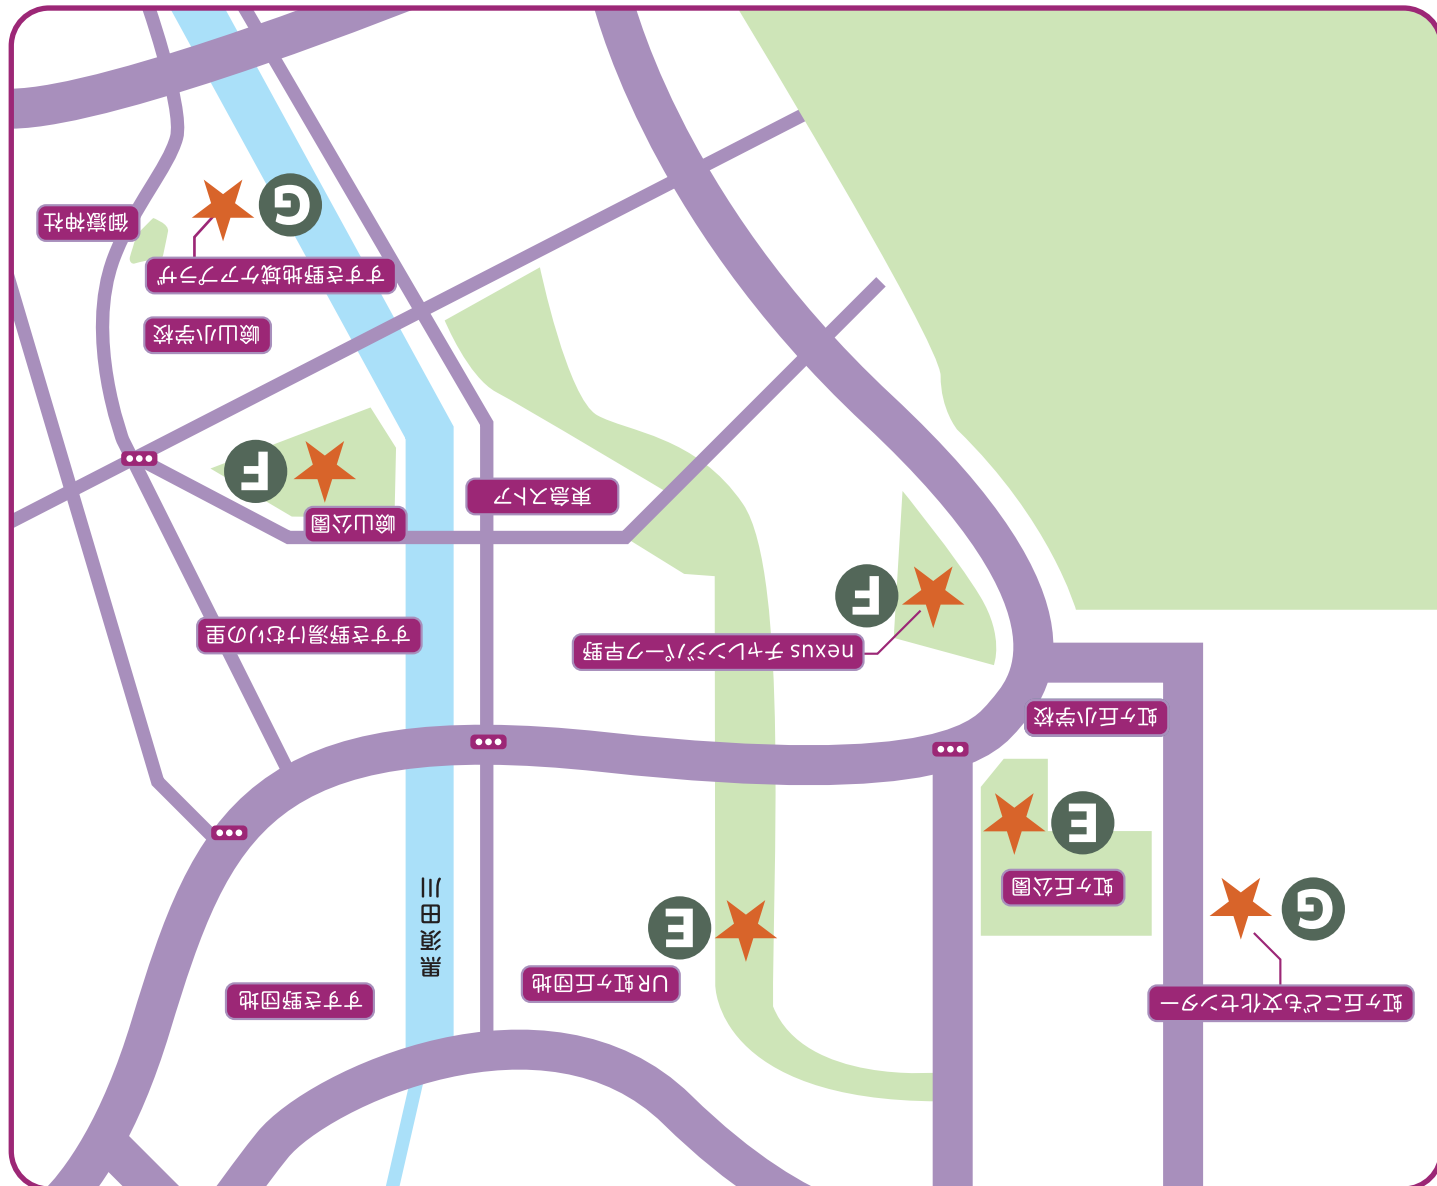 虹ヶ丘こども文化センター
すすき野団地
UR虹ヶ丘団地
黒須田川
E
G
虹ヶ丘公園
E
虹ヶ丘小学校
nexus チャレンジパーク早野
すすき野湯けむりの里
F
嶮山公園
東急ストア
F
嶮山小学校
すすき野地域ケアプラザ
御嶽神社
G